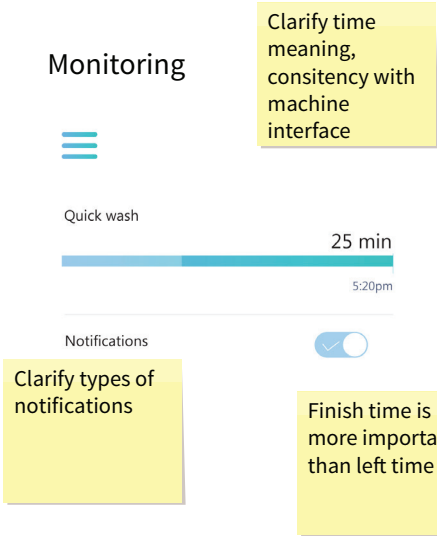 Clarify time
meaning,
consitency with
machine
interface
Monitoring
Quick wash
25 min
5:20pm
Notifications
Clarify types of
notifications
Finish time is
more importa
than left time